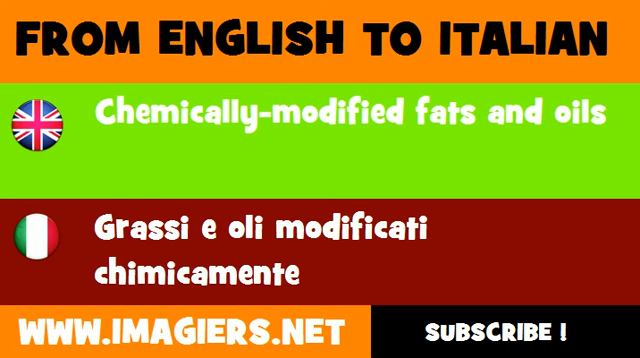 FROM ENGLISH TO ITALIAN
Chemically-modified fats and oils
Grassi e oli modificati
chimicamente
WWW.IMAGIERS.NET
SUBSCRIBE !